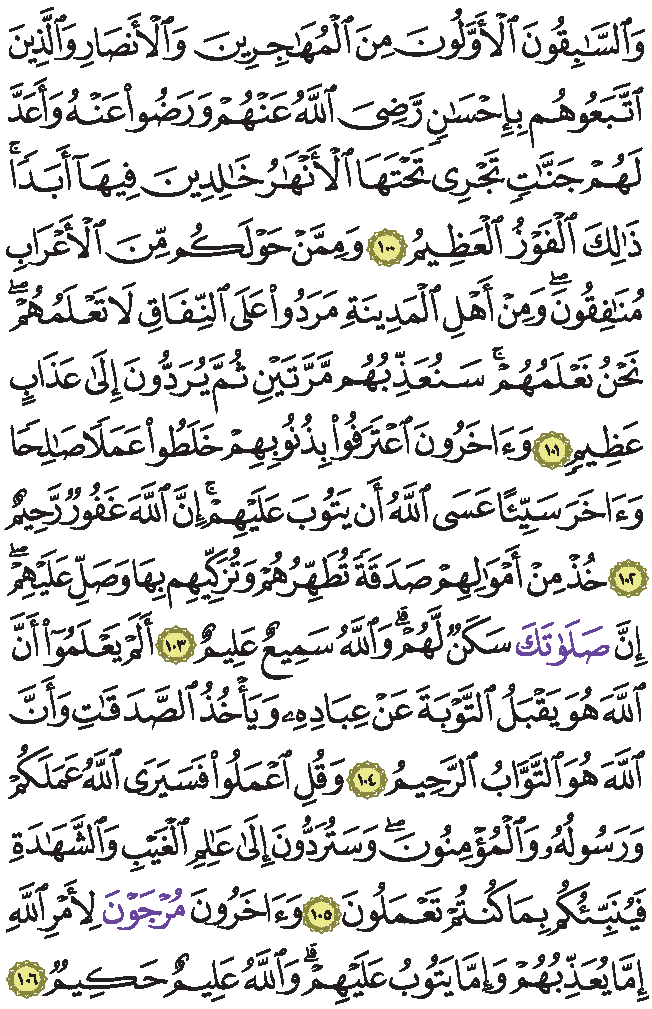 وَٱلسَّـٰبِقُونَ ٱلْأَوَّلُونَ مِنَ ٱلْمُهَـٰجِرِينَ وَٱلْأَنصَارِ وَٱلَّذِينَ
ٱتَّبَعُوهُم بِإِحْسَـٰنٍ رَّضِىَ ٱللَّهُ عَنْهُمْ وَرَضُوا۟ عَنْهُ وَأَعَدَّ
لَهُمْ جَنَّـٰتٍ تَجْرِى تَحْتَهَا ٱلْأَنْهَـٰرُ خَـٰلِدِينَ فِيهَآ أَبَدًا ۚ
ذَٰلِكَ ٱلْفَوْزُ ٱلْعَظِيمُ ١٠٠ وَمِمَّنْ حَوْلَكُم مِّنَ ٱلْأَعْرَابِ
مُنَـٰفِقُونَ ۖ وَمِنْ أَهْلِ ٱلْمَدِينَةِ مَرَدُوا۟ عَلَى ٱلنِّفَاقِ لَا تَعْلَمُهُمْ ۖ
نَحْنُ نَعْلَمُهُمْ ۚ سَنُعَذِّبُهُم مَّرَّتَيْنِ ثُمَّ يُرَدُّونَ إِلَىٰ عَذَابٍ
عَظِيمٍ ١٠١ وَءَاخَرُونَ ٱعْتَرَفُوا۟ بِذُنُوبِهِمْ خَلَطُوا۟ عَمَلًا صَـٰلِحًا
وَءَاخَرَ سَيِّئًا عَسَى ٱللَّهُ أَن يَتُوبَ عَلَيْهِمْ ۚ إِنَّ ٱللَّهَ غَفُورٌ رَّحِيمٌ
١٠٢ خُذْ مِنْ أَمْوَٰلِهِمْ صَدَقَةً تُطَهِّرُهُمْ وَتُزَكِّيهِم بِهَا وَصَلِّ عَلَيْهِمْ ۖ
إِنَّ صَلَوَٰتَكَ سَكَنٌ لَّهُمْ ۗ وَٱللَّهُ سَمِيعٌ عَلِيمٌ ١٠٣ أَلَمْ يَعْلَمُوٓا۟ أَنَّ
ٱللَّهَ هُوَ يَقْبَلُ ٱلتَّوْبَةَ عَنْ عِبَادِهِۦ وَيَأْخُذُ ٱلصَّدَقَـٰتِ وَأَنَّ
ٱللَّهَ هُوَ ٱلتَّوَّابُ ٱلرَّحِيمُ ١٠٤ وَقُلِ ٱعْمَلُوا۟ فَسَيَرَى ٱللَّهُ عَمَلَكُمْ
وَرَسُولُهُۥ وَٱلْمُؤْمِنُونَ ۖ وَسَتُرَدُّونَ إِلَىٰ عَـٰلِمِ ٱلْغَيْبِ وَٱلشَّهَـٰدَةِ
فَيُنَبِّئُكُم بِمَا كُنتُمْ تَعْمَلُونَ ١٠٥ وَءَاخَرُونَ مُرْجَوْنَ لِأَمْرِ ٱللَّهِ
إِمَّا يُعَذِّبُهُمْ وَإِمَّا يَتُوبُ عَلَيْهِمْ ۗ وَٱللَّهُ عَلِيمٌ حَكِيمٌ ١٠٦